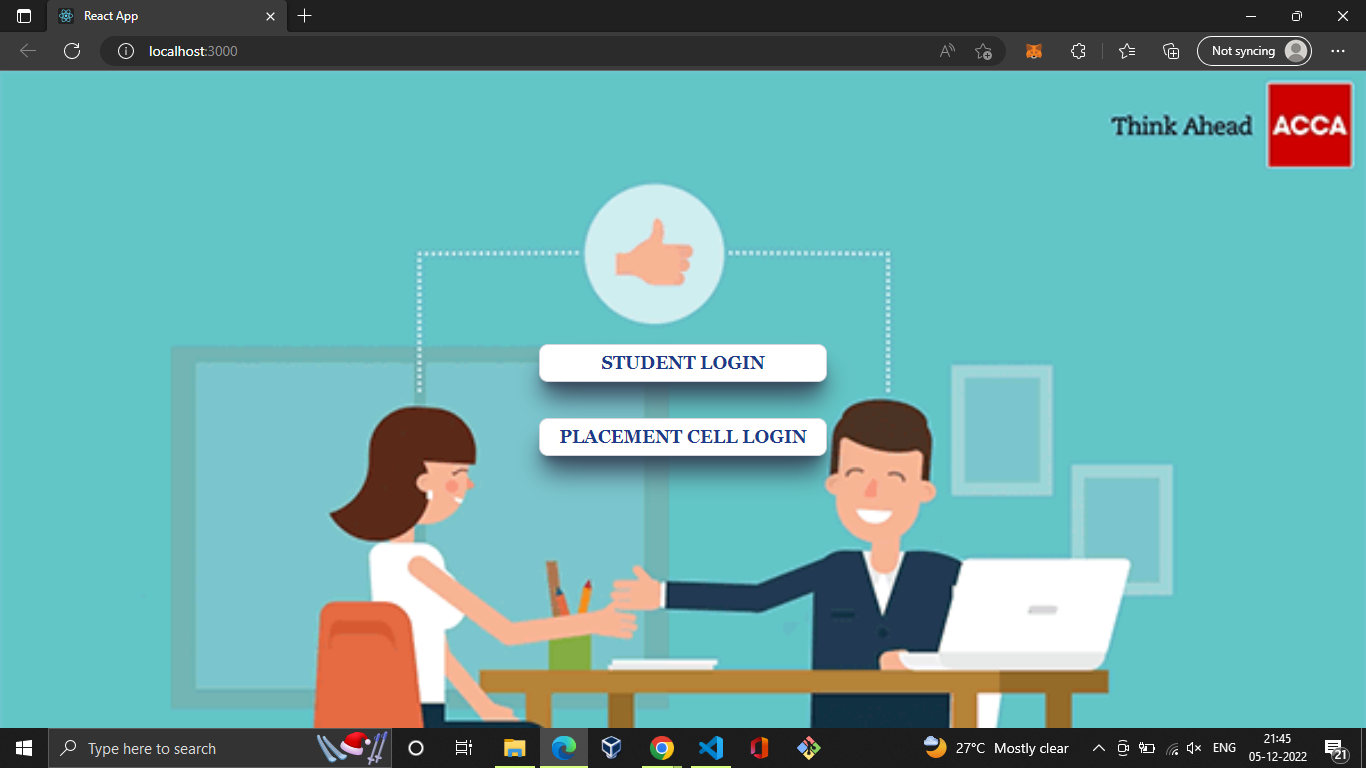 React App
localhost:3000
Not syncing
Think Ahead
ACCA
STUDENT LOGIN
PLACEMENT CELL LOGIN
Type here to search
27°C Mostly clear
ENG
21:45
05-12-2022
21